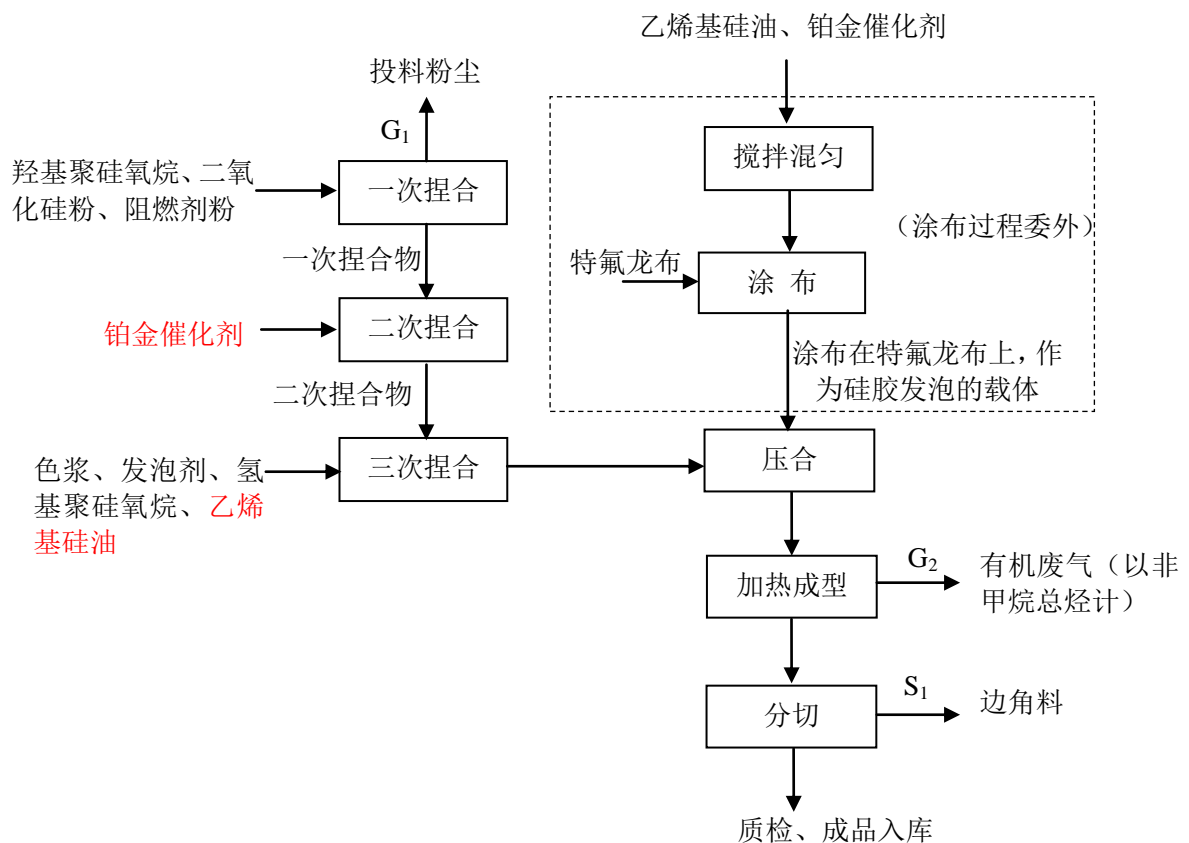 乙烯基硅油、铂金催化剂
投料粉尘
G₁
搅拌混匀
羟基聚硅氧烷、二氧
化硅粉、阻燃剂粉
一次捏合
（涂布过程委外）
一次捏合物
特氟龙布
涂 布
铂金催化剂
二次捏合
涂布在特氟龙布上，作
为硅胶发泡的载体
二次捏合物
色浆、发泡剂、氢
基聚硅氧烷、乙烯
基硅油
三次捏合
压合
加热成型
G₂
有机废气（以非
甲烷总烃计）
分切
S₁
边角料
质检、成品入库